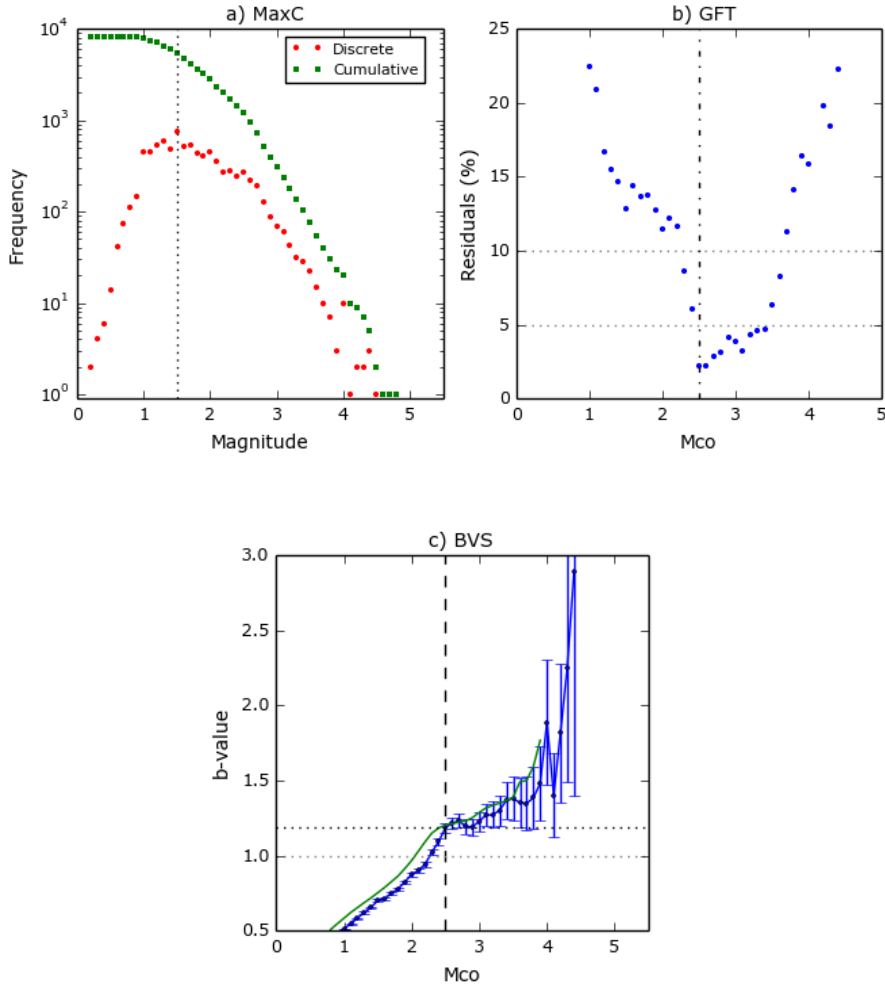 a) MaxC
10^4
10^3
10^2
10^1
10^0
Frequency
Discrete
Cumulative
0 1 2 3 4 5
Magnitude
b) GFT
25
20
15
10
5
0
Residuals (%)
0 1 2 3 4 5
Mco
c) BVS
3.0
2.5
2.0
1.5
1.0
0.5
b-value
0 1 2 3 4 5
Mco